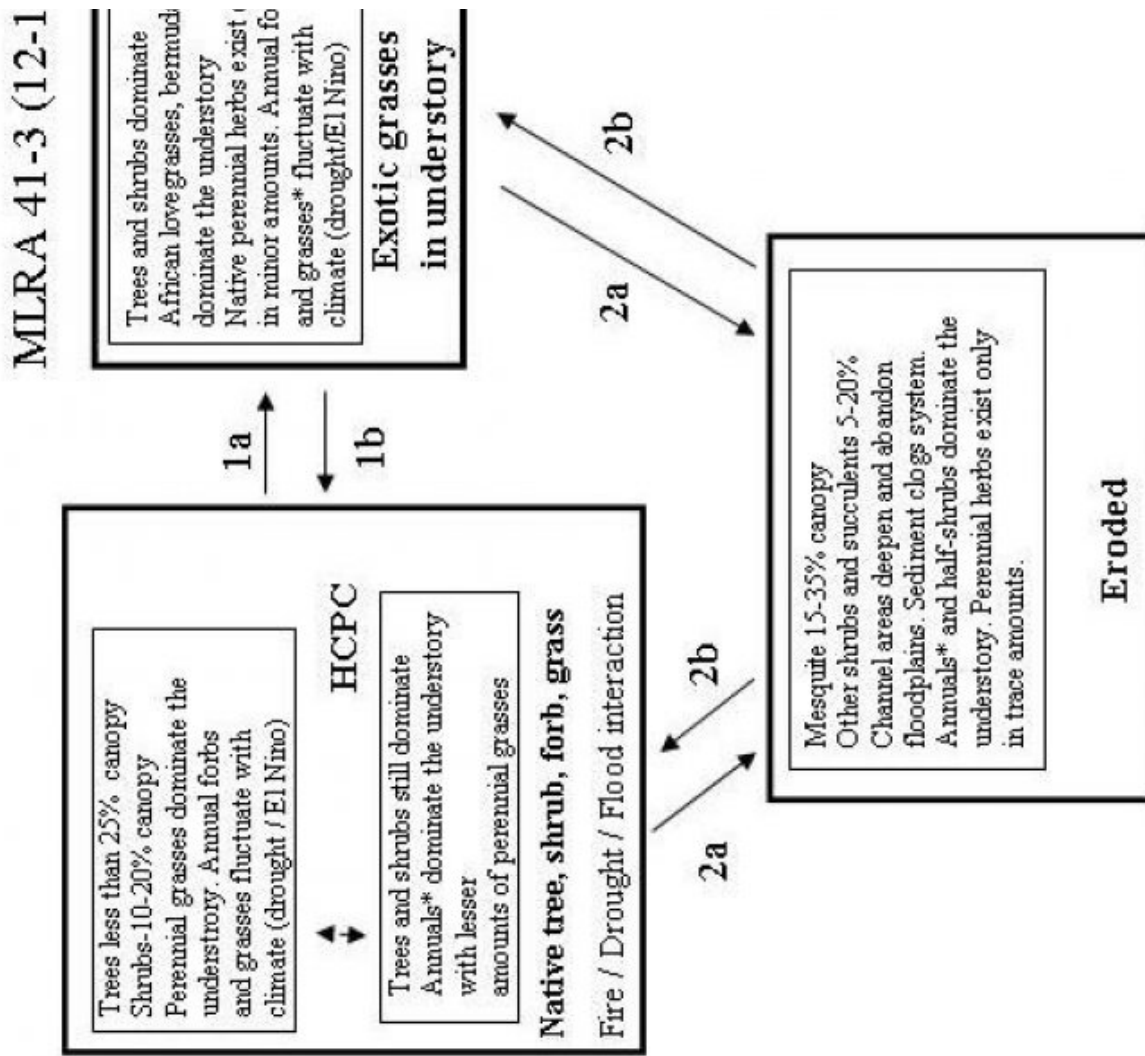 MLRA 41-3 (12-1
Trees less than 25% canopy
Shrubs-10-20% canopy
Perennial grasses dominate the
understrory. Annual forbs
and grasses fluctuate with
climate (drought / El Nino)
HCPC
Trees and shrubs still dominate
Annuals* dominate the understory
with lesser
amounts of perennial grasses
Native tree, shrub, forb, grass
Fire / Drought / Flood interaction
1a
1b
Trees and shrubs dominate
African lovegrasses, bermuda
dominate the understory
Native perennial herbs exist
in minor amounts. Annual fo
and grasses* fluctuate with
climate (drought/El Nino)
Exotic grasses
in understory
2a
2b
2a
2b
Mesquite 15-35% canopy
Other shrubs and succulents 5-20%
Channel areas deepen and abandon
floodplains. Sediment clogs system.
Annuals* and half-shrubs dominate the
understory. Perennial herbs exist only
in trace amounts.
Eroded